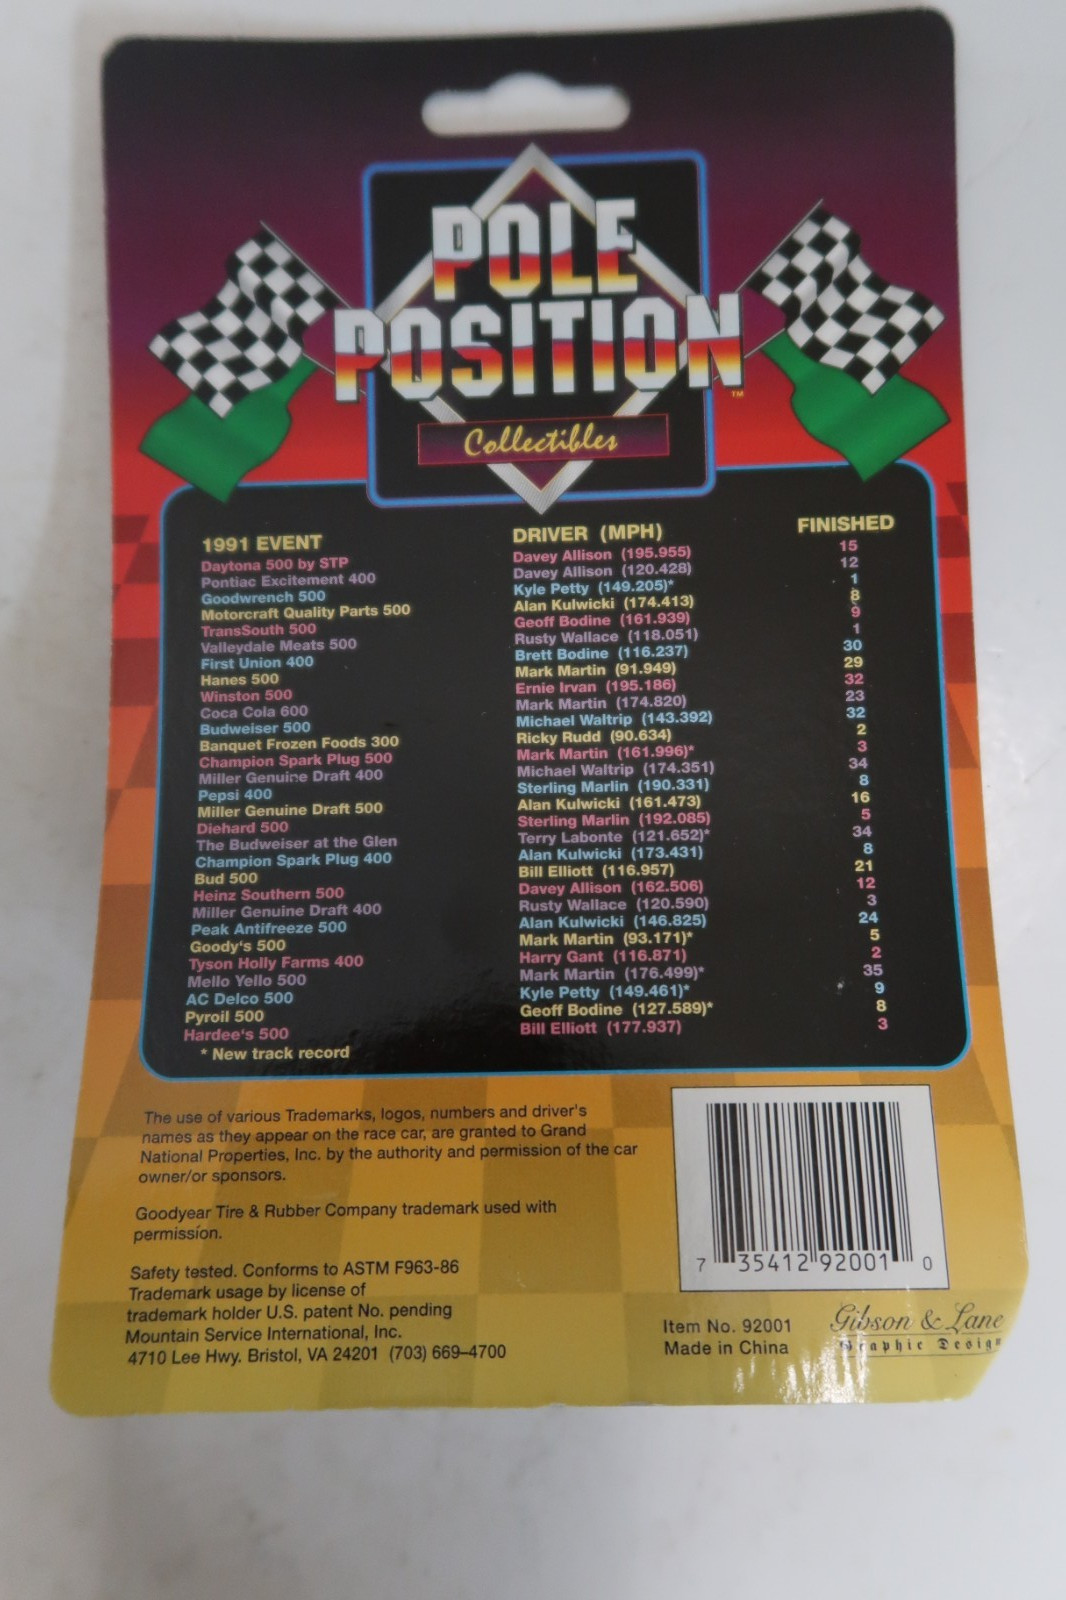 POLE
POSITION
™
Collectibles
1991 EVENT DRIVER (MPH) FINISHED
Daytona 500 by STP Davey Allison (195.955) 15
Pontiac Excitement 400 Davey Allison (120.428) 12
Goodwrench 500 Kyle Petty (149.205)* 1
Motorcraft Quality Parts 500 Alan Kulwicki (174.413) 8
TransSouth 500 Geoff Bodine (161.939) 9
Valleydale Meats 500 Rusty Wallace (118.051) 1
First Union 400 Brett Bodine (116.237) 30
Hanes 500 Mark Martin (91.949) 29
Winston 500 Ernie Irvan (195.186) 32
Coca Cola 600 Mark Martin (174.820) 23
Budweiser 500 Michael Waltrip (143.392) 32
Banquet Frozen Foods 300 Ricky Rudd (90.634) 2
Champion Spark Plug 500 Mark Martin (161.996)* 3
Miller Genuine Draft 400 Michael Waltrip (174.351) 34
Pepsi 400 Sterling Marlin (190.331) 8
Miller Genuine Draft 500 Alan Kulwicki (161.473) 16
Diehard 500 Sterling Marlin (192.085) 5
The Budweiser at the Glen Terry Labonte (121.652)* 34
Champion Spark Plug 400 Alan Kulwicki (173.431) 8
Bud 500 Bill Elliott (116.957) 21
Heinz Southern 500 Davey Allison (162.506) 12
Miller Genuine Draft 400 Rusty Wallace (120.590) 3
Peak Antifreeze 500 Alan Kulwicki (146.825) 24
Goody's 500 Mark Martin (93.171)* 5
Tyson Holly Farms 400 Harry Gant (116.871) 2
Mello Yello 500 Mark Martin (176.499)* 35
AC Delco 500 Kyle Petty (149.461)* 9
Pyroil 500 Geoff Bodine (127.589)* 8
Hardee's 500 Bill Elliott (177.937) 3
* New track record
The use of various Trademarks, logos, numbers and driver's
names as they appear on the race car, are granted to Grand
National Properties, Inc. by the authority and permission of the car
owner/or sponsors.
Goodyear Tire & Rubber Company trademark used with
permission.
Safety tested. Conforms to ASTM F963-86
Trademark usage by license of
trademark holder U.S. patent No. pending
Mountain Service International, Inc.
4710 Lee Hwy. Bristol, VA 24201 (703) 669-4700
7 35412 92001 0
Item No. 92001
Made in China
Gibson & Lane
Graphic Design